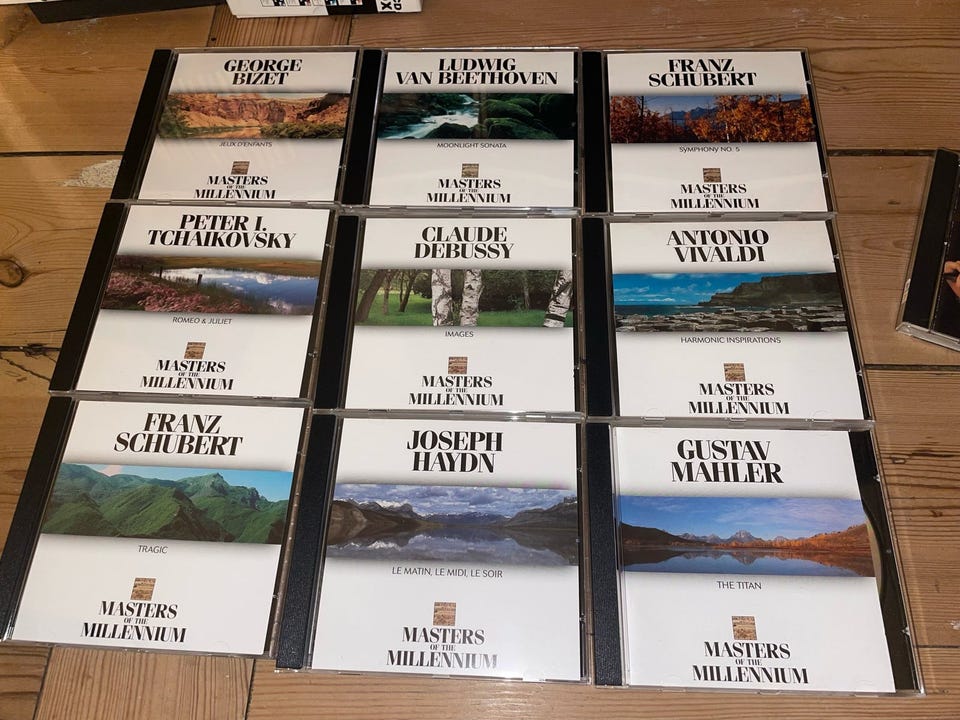 GEORGE
BIZET
JEUX D'ENFANTS
MASTERS
OF THE
MILLENNIUM
LUDWIG
VAN BEETHOVEN
MOONLIGHT SONATA
MASTERS
OF THE
MILLENNIUM
FRANZ
SCHUBERT
SYMPHONY NO. 5
MASTERS
OF THE
MILLENNIUM
PETER I.
TCHAIKOVSKY
ROMEO & JULIET
MASTERS
OF THE
MILLENNIUM
CLAUDE
DEBUSSY
IMAGES
MASTERS
OF THE
MILLENNIUM
ANTONIO
VIVALDI
HARMONIC INSPIRATIONS
MASTERS
OF THE
MILLENNIUM
FRANZ
SCHUBERT
TRAGIC
MASTERS
OF THE
MILLENNIUM
JOSEPH
HAYDN
LE MATIN, LE MIDI, LE SOIR
MASTERS
OF THE
MILLENNIUM
GUSTAV
MAHLER
THE TITAN
MASTERS
OF THE
MILLENNIUM